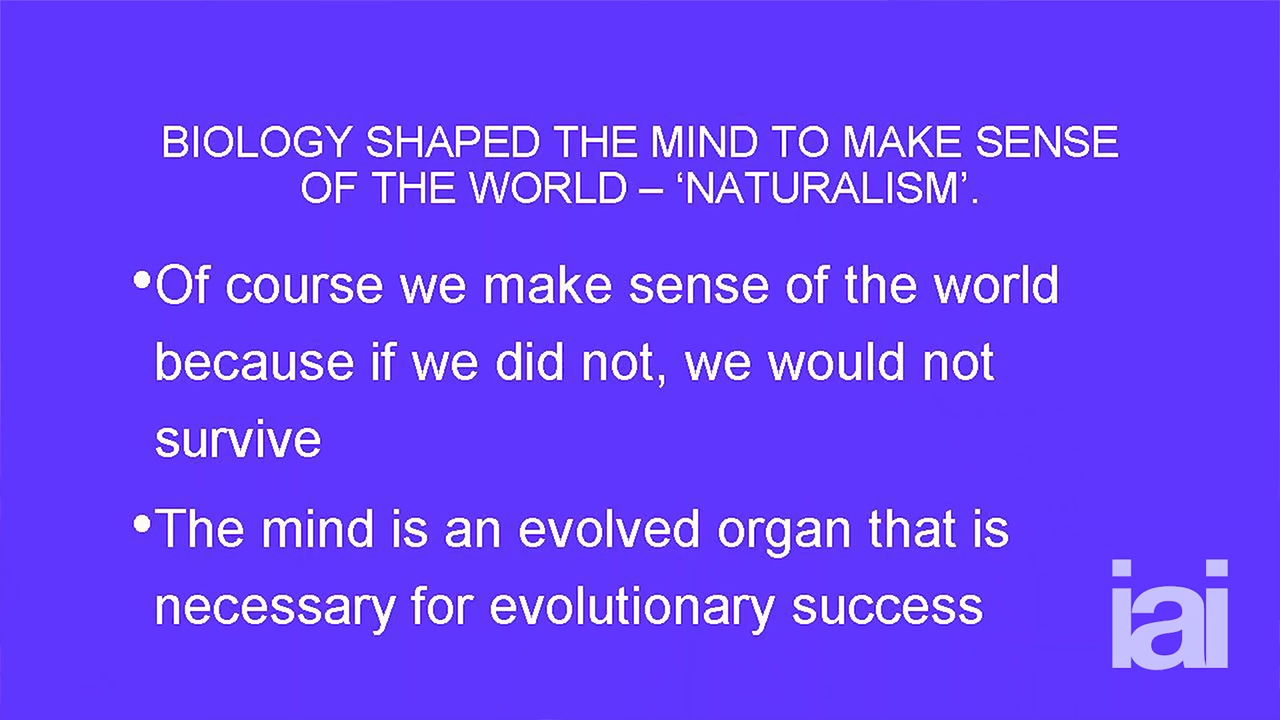 BIOLOGY SHAPED THE MIND TO MAKE SENSE
OF THE WORLD – ‘NATURALISM’.
•Of course we make sense of the world
because if we did not, we would not
survive
•The mind is an evolved organ that is
necessary for evolutionary success
iai